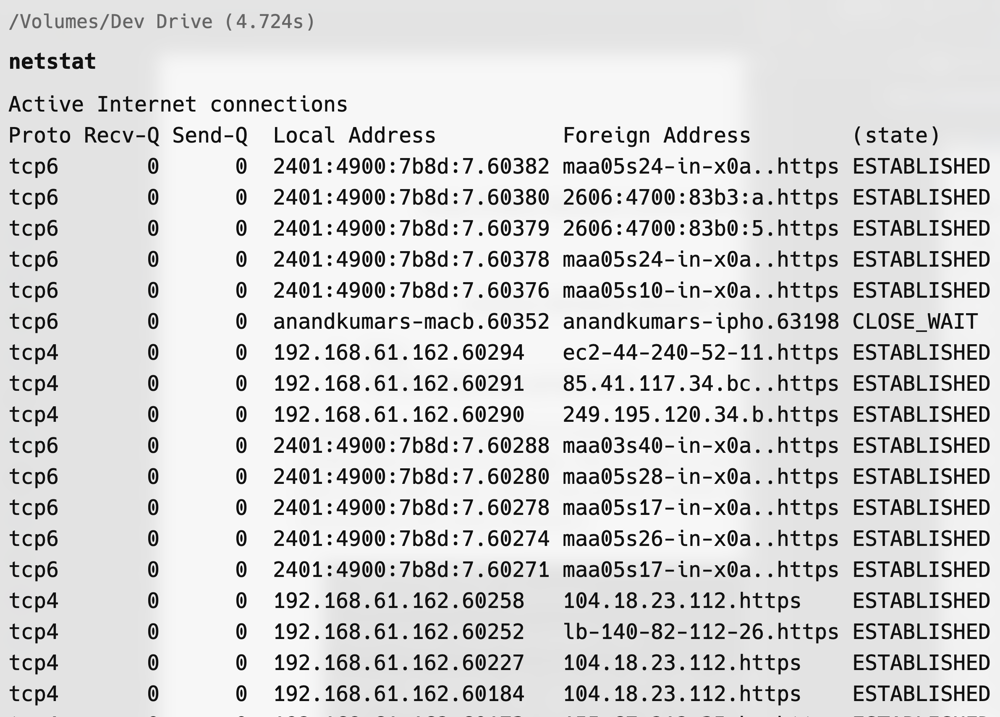 /Volumes/Dev Drive (4.724s)
netstat
Active Internet connections
Proto Recv-Q Send-Q  Local Address          Foreign Address        (state)
tcp6       0      0  2401:4900:7b8d:7.60382 maa05s24-in-x0a..https ESTABLISHED
tcp6       0      0  2401:4900:7b8d:7.60380 2606:4700:83b3:a.https ESTABLISHED
tcp6       0      0  2401:4900:7b8d:7.60379 2606:4700:83b0:5.https ESTABLISHED
tcp6       0      0  2401:4900:7b8d:7.60378 maa05s24-in-x0a..https ESTABLISHED
tcp6       0      0  2401:4900:7b8d:7.60376 maa05s10-in-x0a..https ESTABLISHED
tcp6       0      0  anandkumars-macb.60352 anandkumars-ipho.63198 CLOSE_WAIT
tcp4       0      0  192.168.61.162.60294   ec2-44-240-52-11.https ESTABLISHED
tcp4       0      0  192.168.61.162.60291   85.41.117.34.bc..https ESTABLISHED
tcp4       0      0  192.168.61.162.60290   249.195.120.34.b.https ESTABLISHED
tcp6       0      0  2401:4900:7b8d:7.60288 maa03s40-in-x0a..https ESTABLISHED
tcp6       0      0  2401:4900:7b8d:7.60280 maa05s28-in-x0a..https ESTABLISHED
tcp6       0      0  2401:4900:7b8d:7.60278 maa05s17-in-x0a..https ESTABLISHED
tcp6       0      0  2401:4900:7b8d:7.60274 maa05s26-in-x0a..https ESTABLISHED
tcp6       0      0  2401:4900:7b8d:7.60271 maa05s17-in-x0a..https ESTABLISHED
tcp4       0      0  192.168.61.162.60258   104.18.23.112.https    ESTABLISHED
tcp4       0      0  192.168.61.162.60252   lb-140-82-112-26.https ESTABLISHED
tcp4       0      0  192.168.61.162.60227   104.18.23.112.https    ESTABLISHED
tcp4       0      0  192.168.61.162.60184   104.18.23.112.https    ESTABLISHED